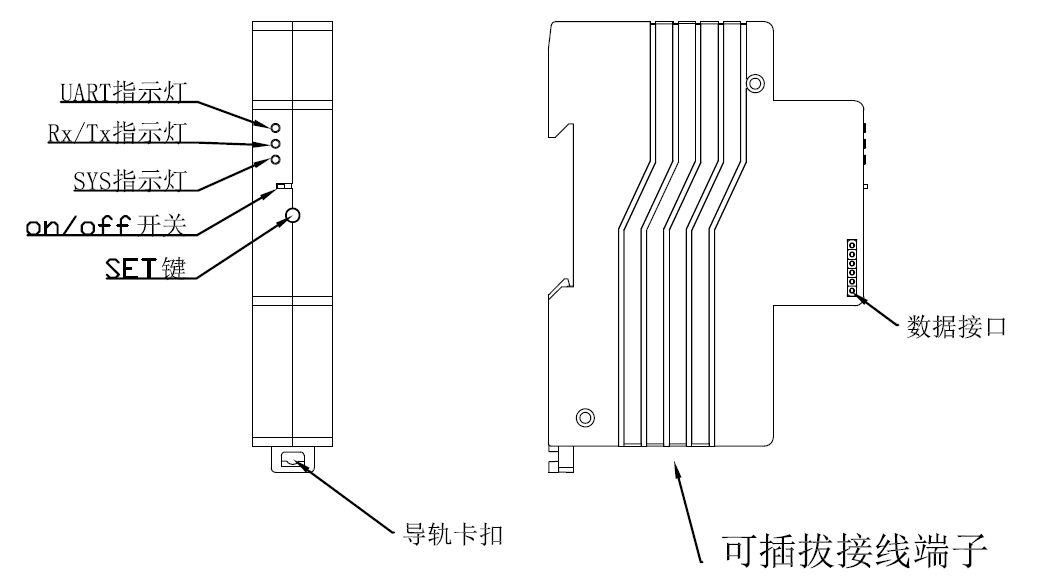 UART指示灯
Rx/Tx指示灯
SYS指示灯
on/off开关
SET键
数据接口
导轨卡扣
可插拔接线端子